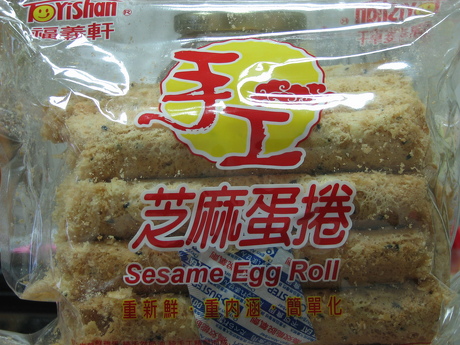 Toyishan®
福義軒
手工
芝麻蛋捲
Sesame Egg Roll
重新鮮 重內涵 簡單化